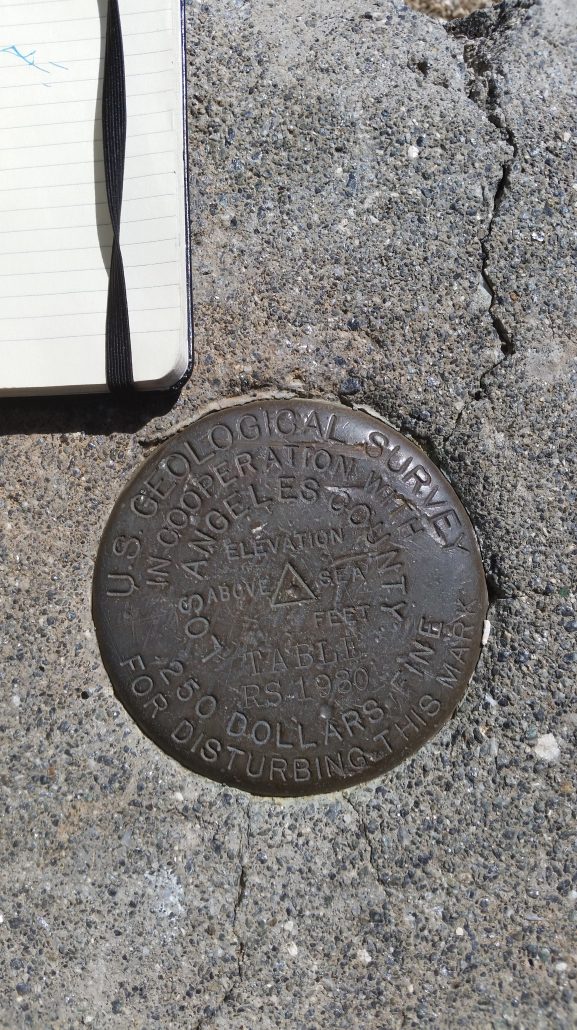 U.S. GEOLOGICAL SURVEY
IN COOPERATION WITH
LOS ANGELES COUNTY
ELEVATION
ABOVE SEA
FEET
TABLE
RS-1980
250 DOLLARS FINE
FOR DISTURBING THIS MARK